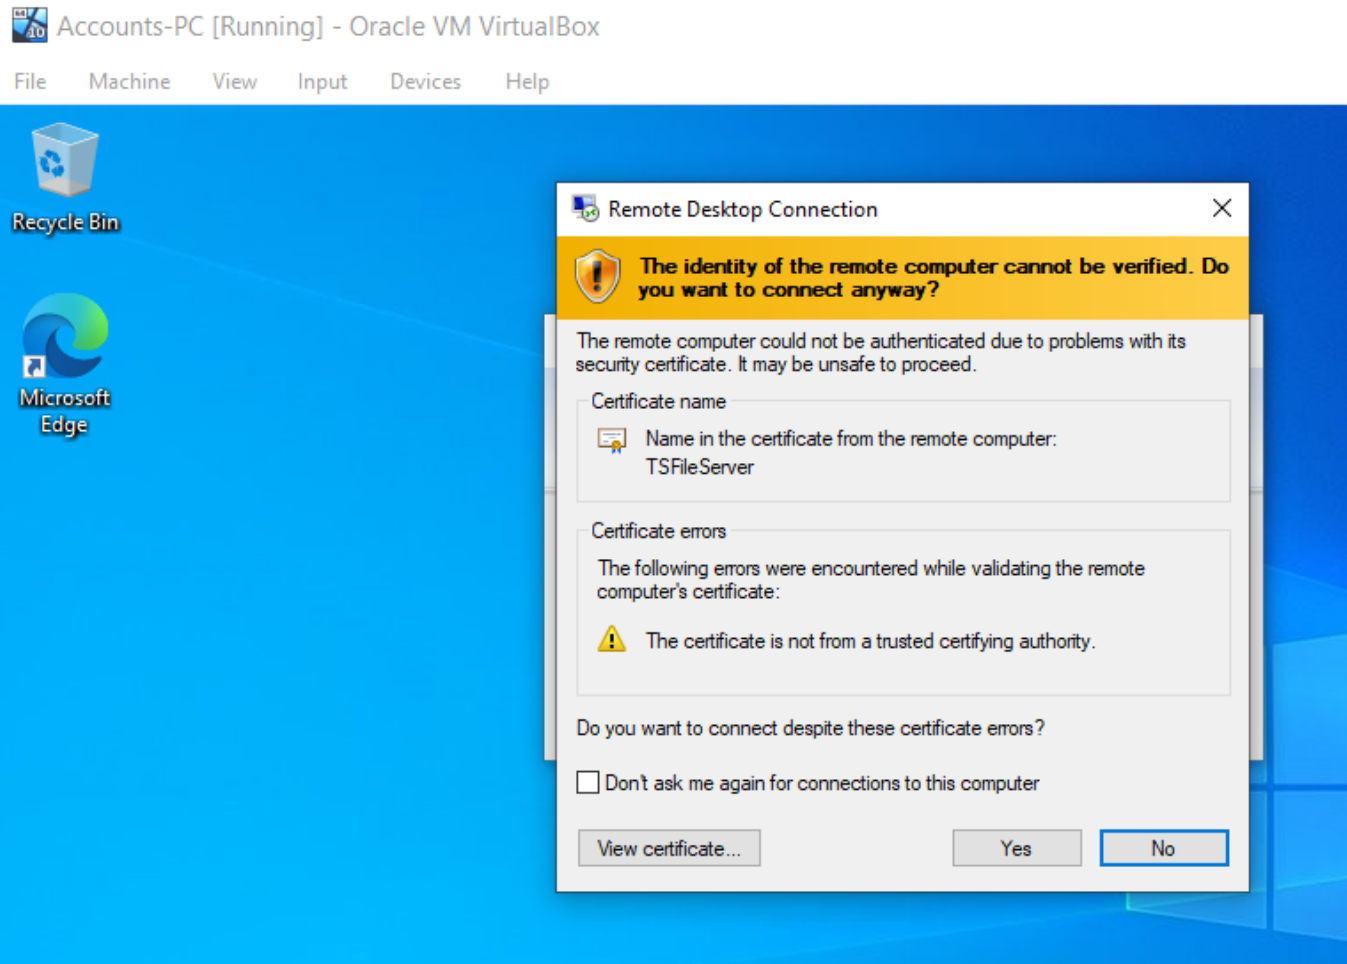 Accounts-PC [Running] - Oracle VM VirtualBox
File Machine View Input Devices Help
Recycle Bin
Microsoft
Edge
Remote Desktop Connection
The identity of the remote computer cannot be verified. Do
you want to connect anyway?
The remote computer could not be authenticated due to problems with its
security certificate. It may be unsafe to proceed.
Certificate name
Name in the certificate from the remote computer:
TSFileServer
Certificate errors
The following errors were encountered while validating the remote
computer's certificate:
The certificate is not from a trusted certifying authority.
Do you want to connect despite these certificate errors?
Don't ask me again for connections to this computer
View certificate... Yes No